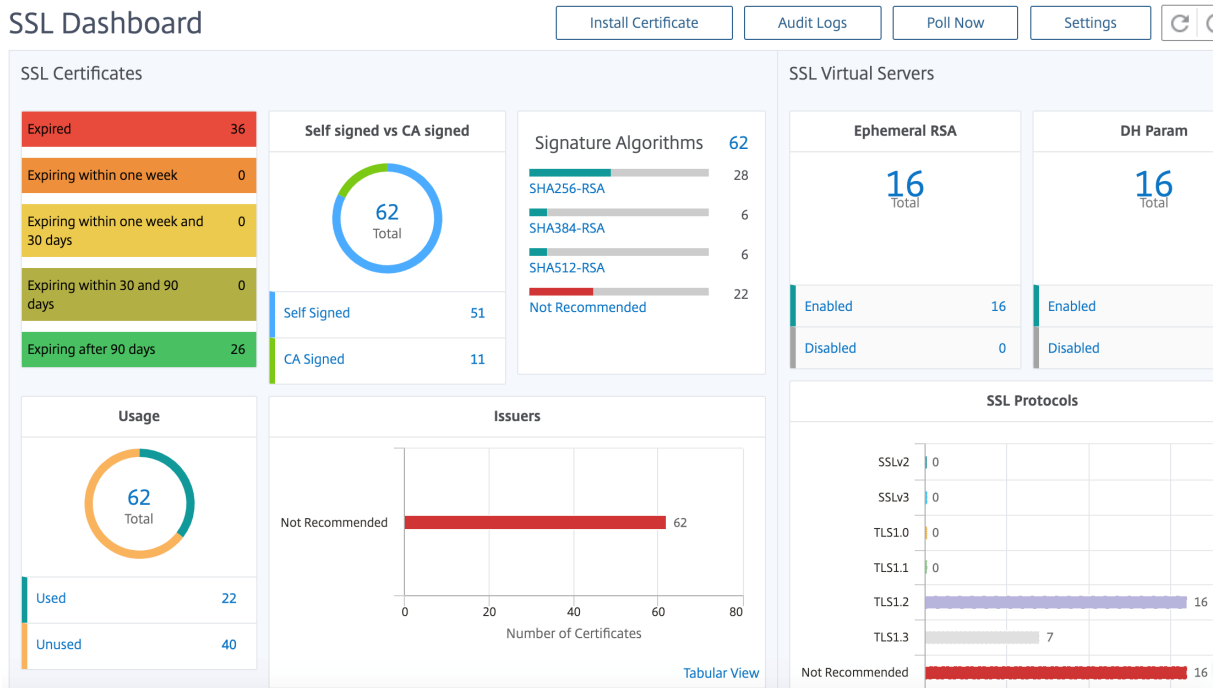 SSL Dashboard
Install Certificate
Audit Logs
Poll Now
Settings
SSL Certificates
Expired 36
Expiring within one week 0
Expiring within one week and 0
30 days
Expiring within 30 and 90 0
days
Expiring after 90 days 26
Self signed vs CA signed
62
Total
Self Signed 51
CA Signed 11
Signature Algorithms 62
28
SHA256-RSA
6
SHA384-RSA
6
SHA512-RSA
22
Not Recommended
Usage
62
Total
Used 22
Unused 40
Issuers
Not Recommended 62
0 20 40 60 80
Number of Certificates
Tabular View
SSL Virtual Servers
Ephemeral RSA
16
Total
Enabled 16
Disabled 0
DH Param
16
Total
Enabled
Disabled
SSL Protocols
SSLv2 0
SSLv3 0
TLS1.0 0
TLS1.1 0
TLS1.2 16
TLS1.3 7
Not Recommended 16